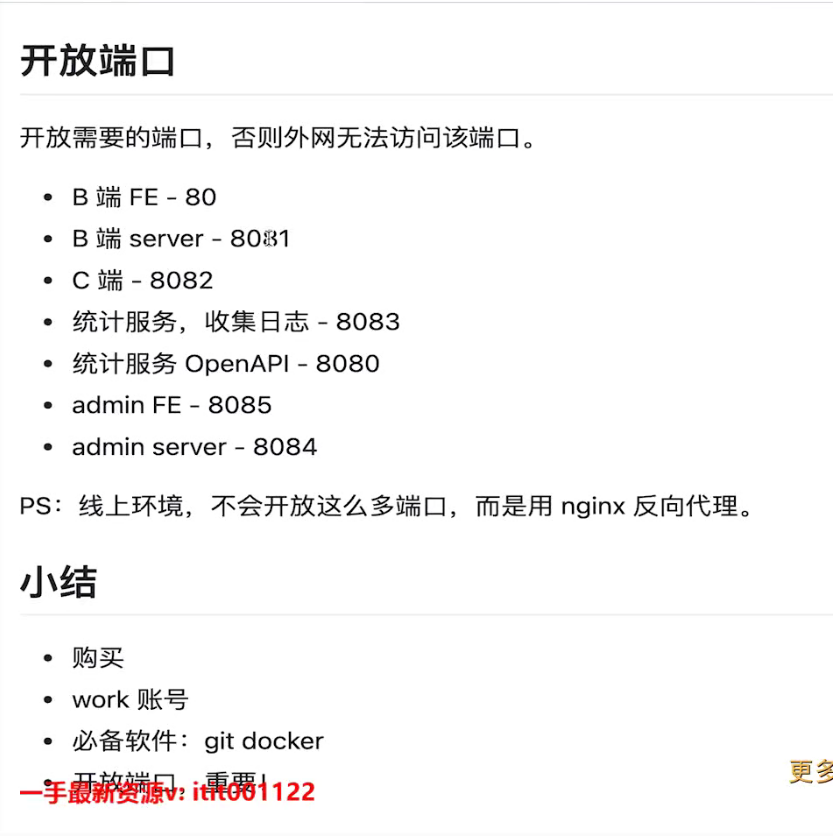 开放端口
开放需要的端口，否则外网无法访问该端口。
B 端 FE - 80
B 端 server - 8081
C 端 - 8082
统计服务，收集日志 - 8083
统计服务 OpenAPI - 8080
admin FE - 8085
admin server - 8084
PS：线上环境，不会开放这么多端口，而是用 nginx 反向代理。
小结
购买
work 账号
必备软件：git docker
更多
开放端口，重要！
一手最新资源v: itit001122